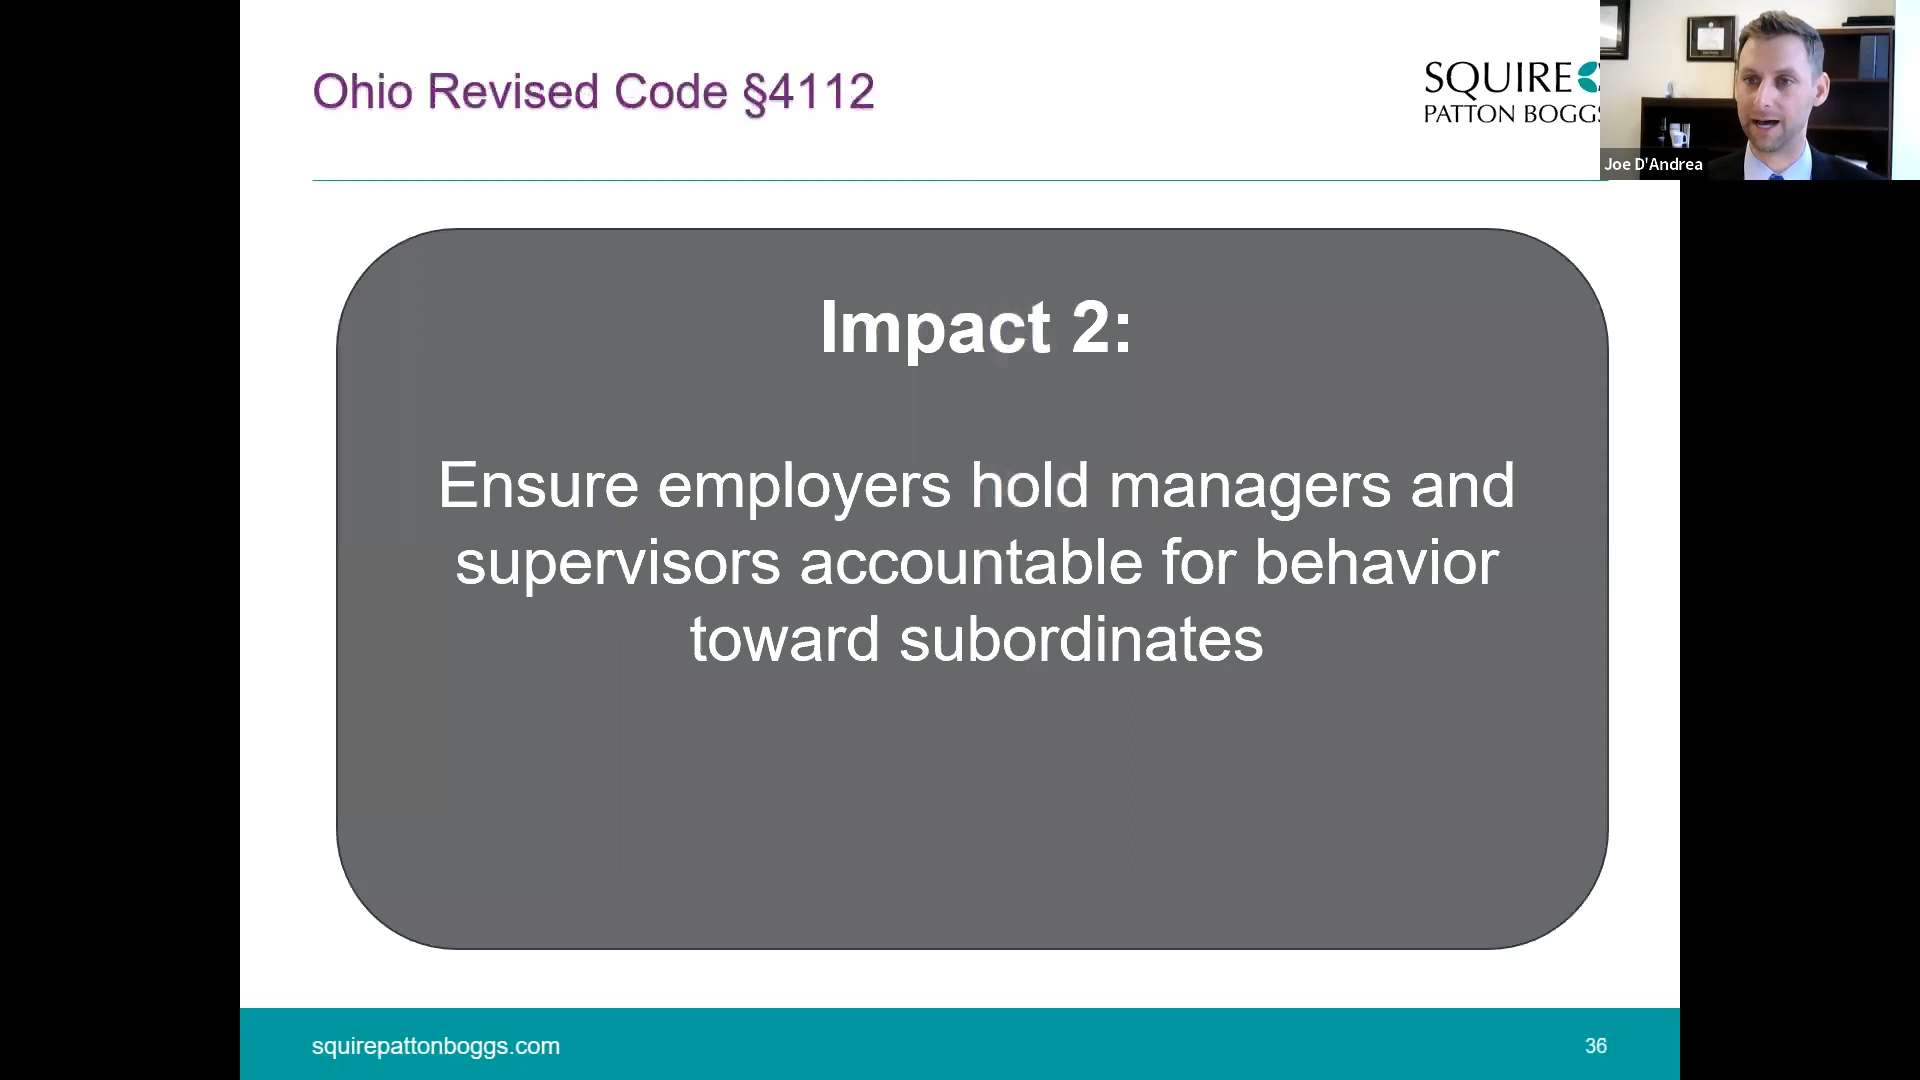 Ohio Revised Code §4112
SQUIRE
PATTON BOGGS
Joe D'Andrea
Impact 2:
Ensure employers hold managers and
supervisors accountable for behavior
toward subordinates
squirepattonboggs.com
36